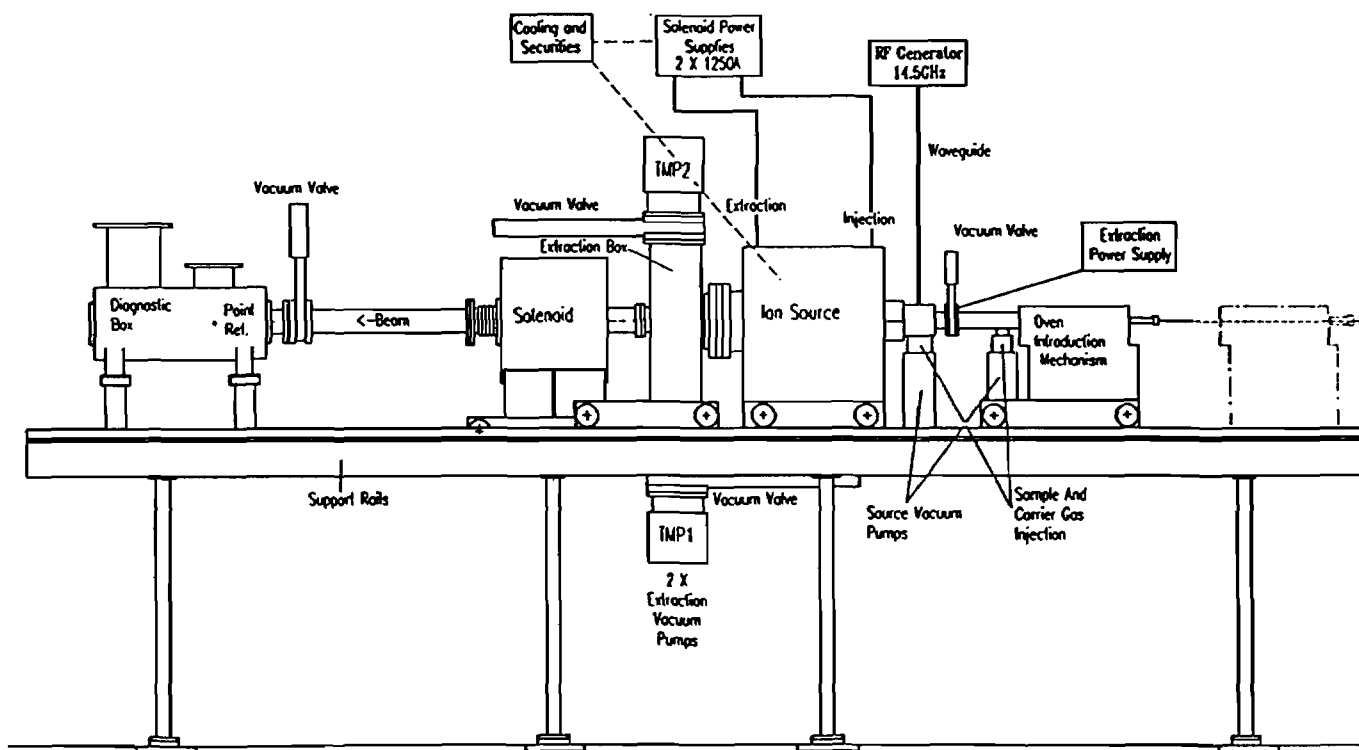 Cooling and
Securities
Solenoid Power
Supplies
2 X 1250A
RF Generator
14.5GHz
TMP2
Waveguide
Vacuum Valve
Vacuum Valve
Extraction
Injection
Vacuum Valve
Extraction
Power Supply
Extraction Box
Diagnostic
Box
Point
Ref.
<-Beam
Solenoid
Ion Source
Oven
Introduction
Mechanism
Support Rails
Vacuum Valve
TMP1
2 X
Extraction
Vacuum
Pumps
Source Vacuum
Pumps
Sample And
Carrier Gas
Injection